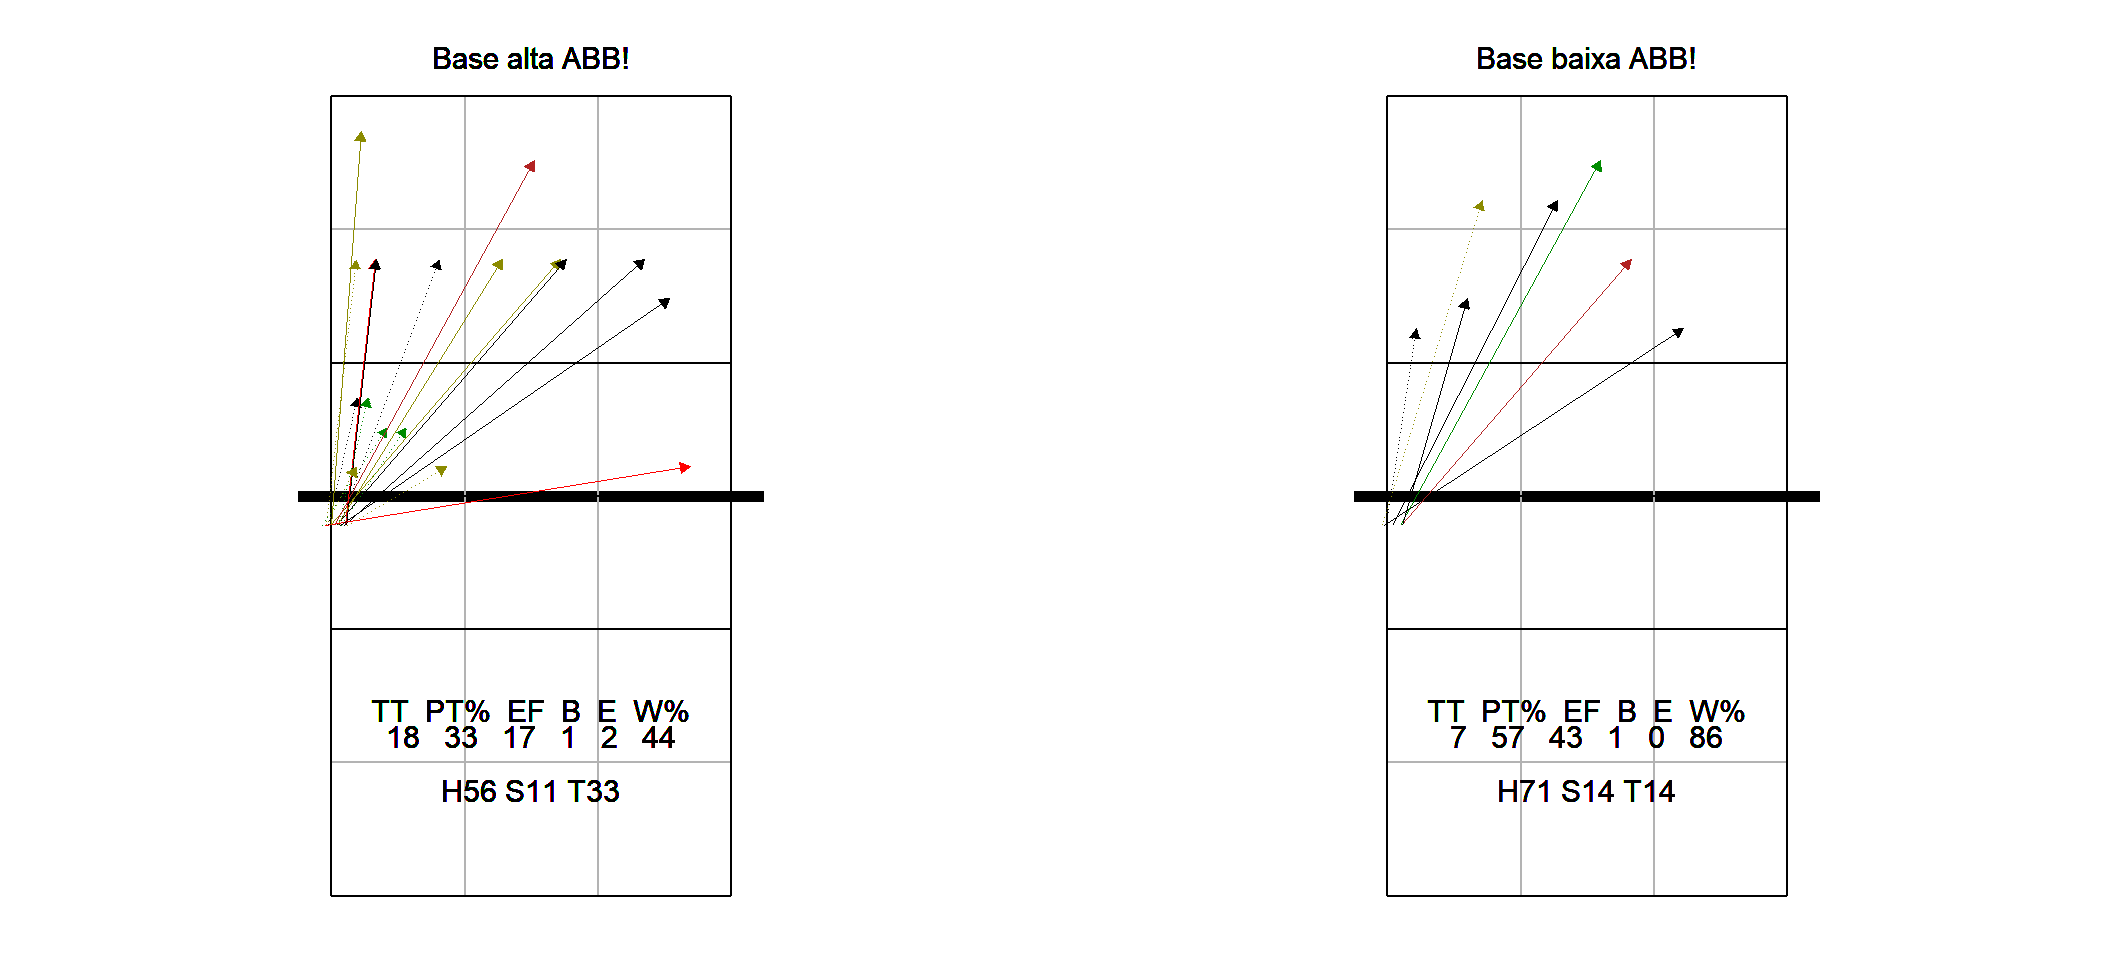 Base alta ABB!
TT PT% EF B E W%
18 33 17 1 2 44
H56 S11 T33
Base baixa ABB!
TT PT% EF B E W%
7 57 43 1 0 86
H71 S14 T14